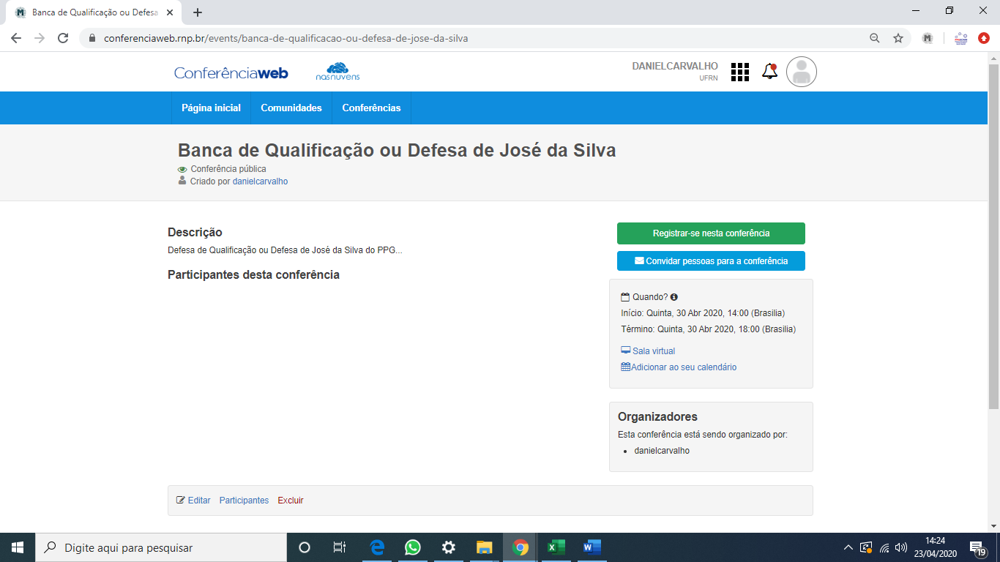 Banca de Qualificação ou Defesa
conferenciaweb.rnp.br/events/banca-de-qualificacao-ou-defesa-de-jose-da-silva
Conferênciaweb
nasnuvens
DANIELCARVALHO
UFRN
Página inicial
Comunidades
Conferências
Banca de Qualificação ou Defesa de José da Silva
Conferência pública
Criado por danielcarvalho
Descrição
Defesa de Qualificação ou Defesa de José da Silva do PPG...
Participantes desta conferência
Registrar-se nesta conferência
Convidar pessoas para a conferência
Quando?
Início: Quinta, 30 Abr 2020, 14:00 (Brasilia)
Término: Quinta, 30 Abr 2020, 18:00 (Brasilia)
Sala virtual
Adicionar ao seu calendário
Organizadores
Esta conferência está sendo organizado por:
danielcarvalho
Editar Participantes Excluir
Digite aqui para pesquisar
14:24
23/04/2020
19